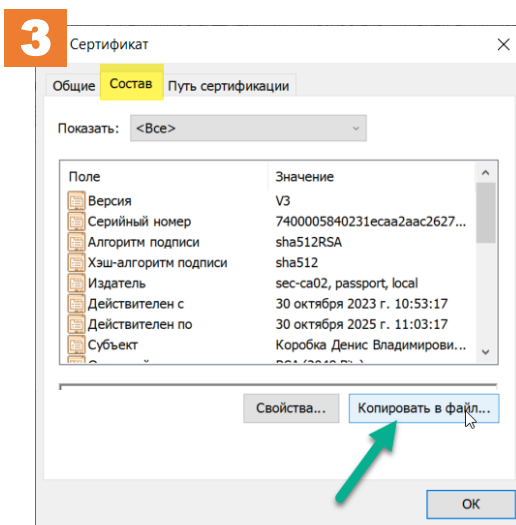 3
Сертификат
Общие Состав Путь сертификации
Показать: <Все>
Поле Значение
Версия V3
Серийный номер 7400005840231ecaa2aac2627...
Алгоритм подписи sha512RSA
Хэш-алгоритм подписи sha512
Издатель sec-ca02, passport, local
Действителен с 30 октября 2023 г. 10:53:17
Действителен по 30 октября 2025 г. 11:03:17
Субъект Коробка Денис Владимирови...
Свойства... Копировать в файл...
ОК